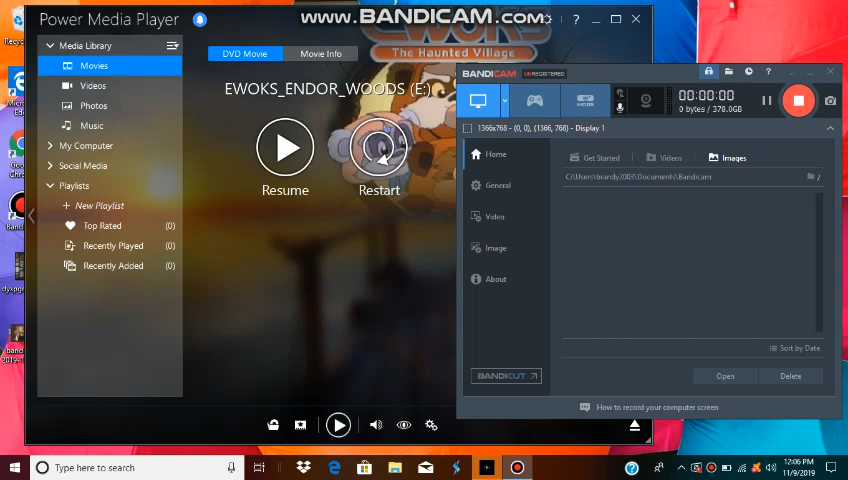 Power Media Player
WWW.BANDICAM.COM
EWOKS
The Haunted Village
Media Library
Movies
Videos
Photos
Music
My Computer
Social Media
Playlists
New Playlist
Top Rated (0)
Recently Played (0)
Recently Added (0)
DVD Movie
Movie Info
EWOKS_ENDOR_WOODS (E:)
Resume
Restart
BANDICAM UNREGISTERED
HDMI
00:00:00
0 bytes / 378.0GB
1366x768 - (0, 0), (1366, 768) - Display 1
Home
General
Video
Image
About
BANDICUT
Get Started
Videos
Images
C:\Users\brandy2003\Documents\Bandicam
Sort by Date
Open
Delete
How to record your computer screen
Type here to search
12:06 PM
11/9/2019